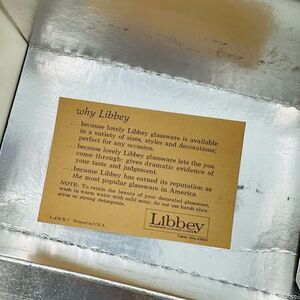 why Libbey
...because lovely Libbey glassware is available
in a variety of sizes, styles and decorations;
perfect for any occasion.
...because lovely Libbey glassware lets the you
come through; gives dramatic evidence of
your taste and judgement.
...because Libbey has earned its reputation as
the most popular glassware in America
NOTE: To retain the beauty of your decorated glassware,
wash in warm water with mild soap; do not use harsh abra-
sives or strong detergents.
Printed in U.S.A.
Libbey